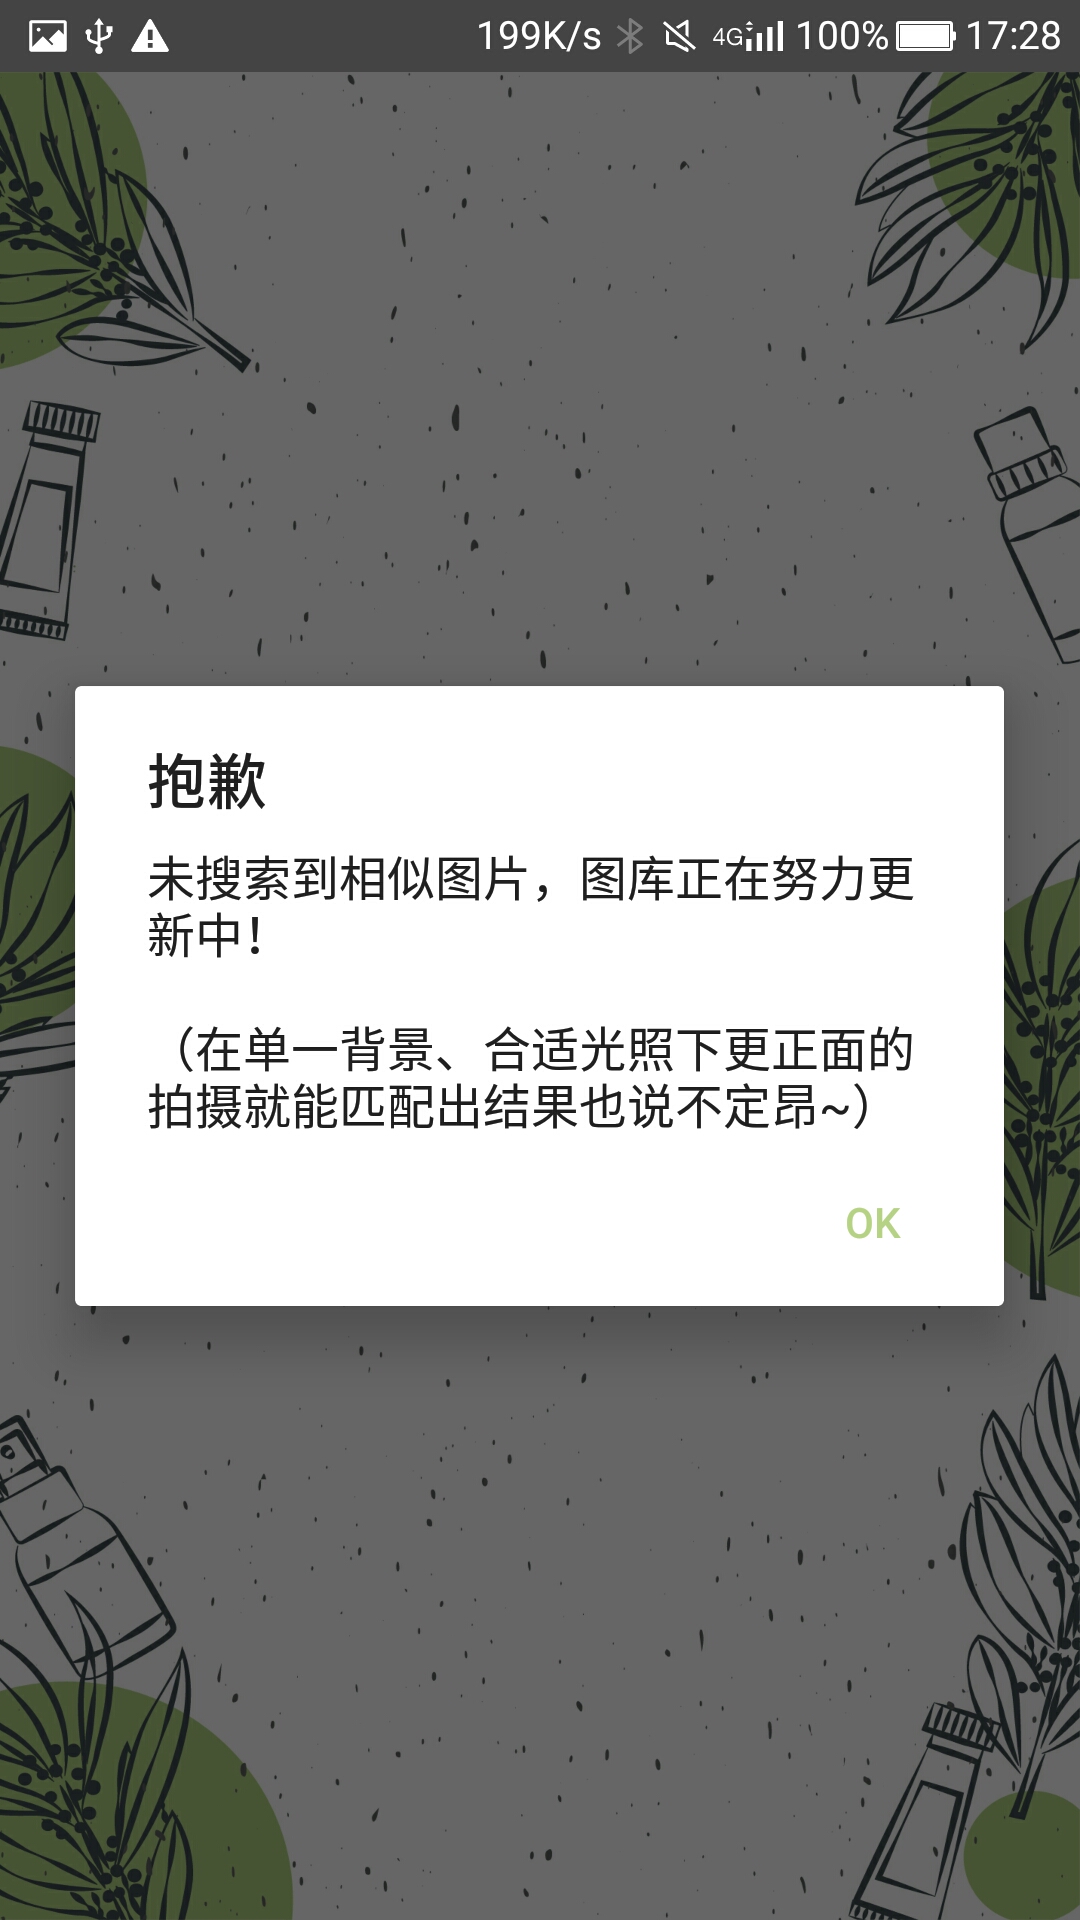 199K/s 4G 100% 17:28
抱歉
未搜索到相似图片，图库正在努力更
新中！
（在单一背景、合适光照下更正面的
拍摄就能匹配出结果也说不定昂~）
OK